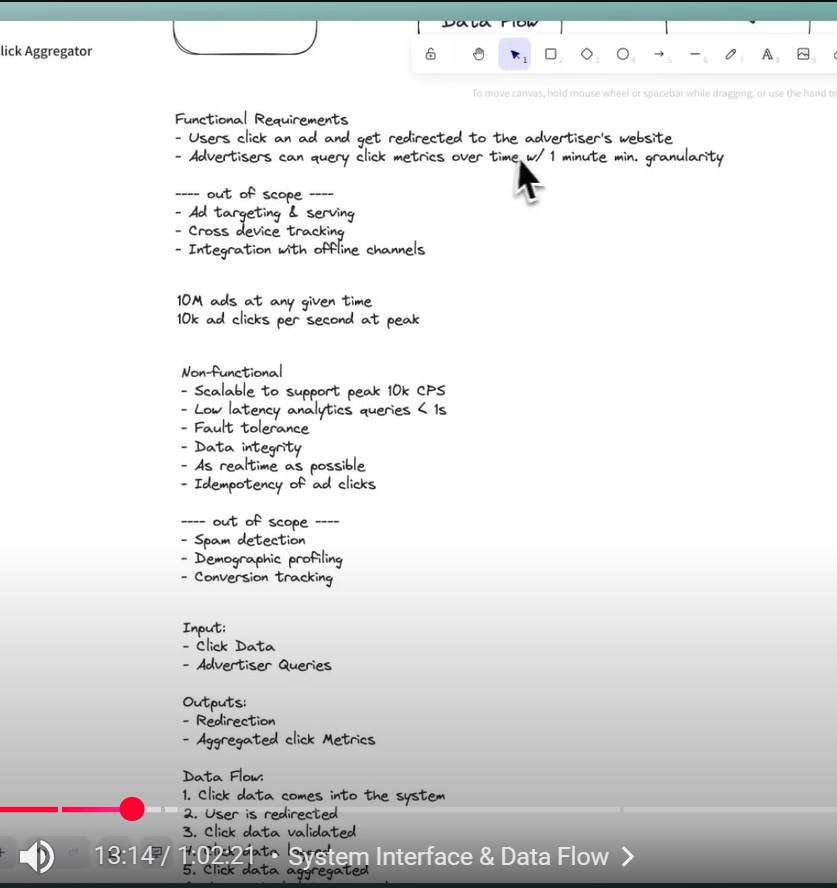 Data Flow
lick Aggregator
To move canvas, hold mouse wheel or spacebar while dragging, or use the hand to
Functional Requirements
- Users click an ad and get redirected to the advertiser's website
- Advertisers can query click metrics over time w/ 1 minute min. granularity
---- out of scope ----
- Ad targeting & serving
- Cross device tracking
- Integration with offline channels
10M ads at any given time
10k ad clicks per second at peak
Non-functional
- Scalable to support peak 10k CPS
- Low latency analytics queries < 1s
- Fault tolerance
- Data integrity
- As realtime as possible
- Idempotency of ad clicks
---- out of scope ----
- Spam detection
- Demographic profiling
- Conversion tracking
Input:
- Click Data
- Advertiser Queries
Outputs:
- Redirection
- Aggregated click Metrics
Data Flow:
1. Click data comes into the system
2. User is redirected
3. Click data validated
4. Click data logged
13:14 / 1:02:21 • System Interface & Data Flow
5. Click data aggregated